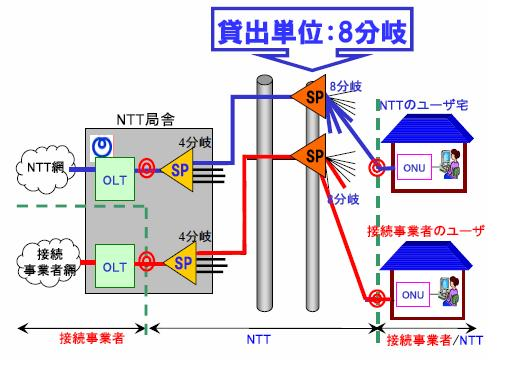 貸出単位:8分岐
8分岐
SP
NTTのユーザ宅
NTT局舎
4分岐
NTT網
OLT
SP
ONU
SP
8分岐
接続事業者のユーザ
4分岐
接続
事業者網
OLT
SP
ONU
接続事業者
NTT
接続事業者/NTT